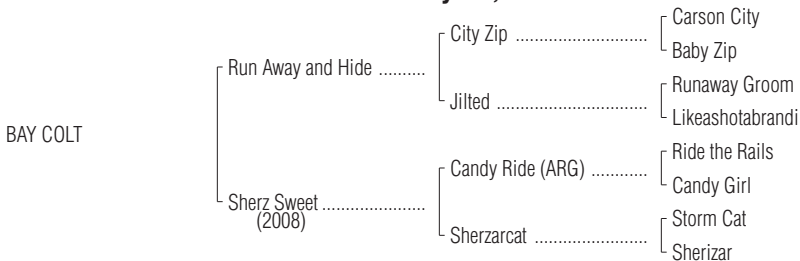 Carson City
City Zip
Baby Zip
Run Away and Hide
Runaway Groom
Jilted
Likeashotabrandi
BAY COLT
Ride the Rails
Candy Ride (ARG)
Candy Girl
Sherz Sweet
(2008)
Storm Cat
Sherzarcat
Sherizar